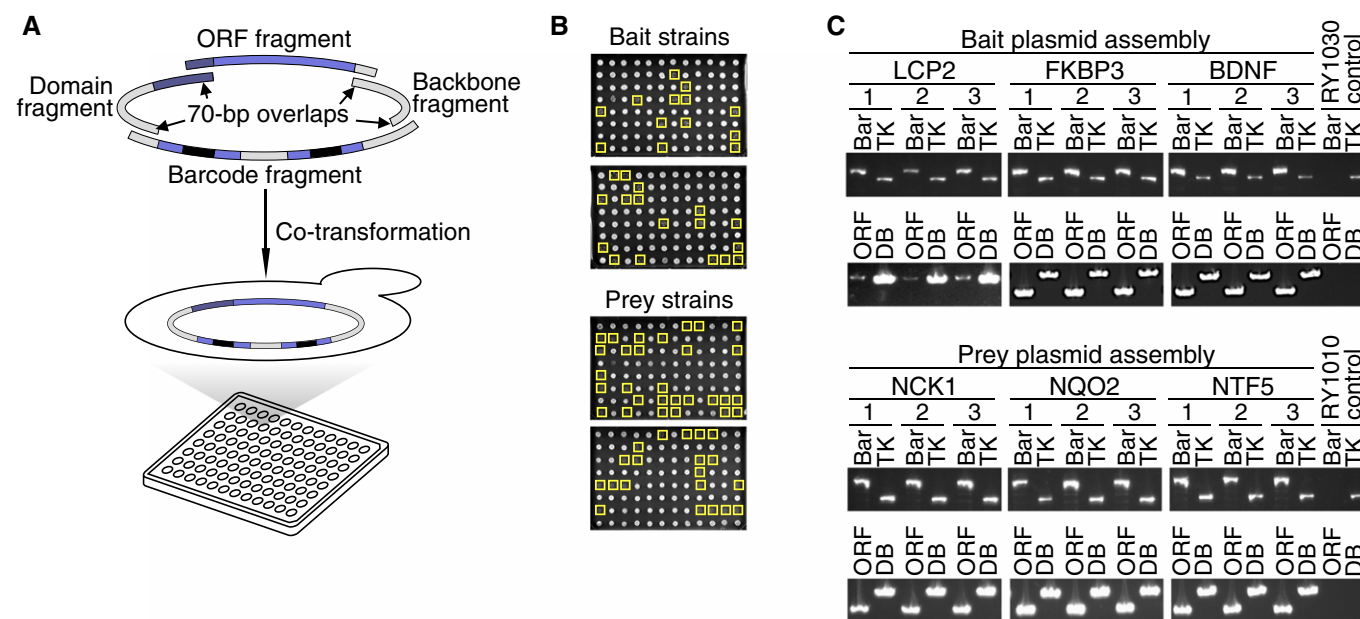 A
ORF fragment
Domain
fragment
Backbone
fragment
70-bp overlaps
Barcode fragment
Co-transformation
B
Bait strains
Prey strains
C
Bait plasmid assembly
RY1030
control
LCP2 FKBP3 BDNF
1 2 3 1 2 3 1 2 3
Bar TK Bar TK Bar TK Bar TK Bar TK Bar TK Bar TK Bar TK Bar TK Bar TK
ORF DB ORF DB ORF DB ORF DB ORF DB ORF DB ORF DB ORF DB ORF DB ORF DB
Prey plasmid assembly
RY1010
control
NCK1 NQO2 NTF5
1 2 3 1 2 3 1 2 3
Bar TK Bar TK Bar TK Bar TK Bar TK Bar TK Bar TK Bar TK Bar TK Bar TK
ORF DB ORF DB ORF DB ORF DB ORF DB ORF DB ORF DB ORF DB ORF DB ORF DB